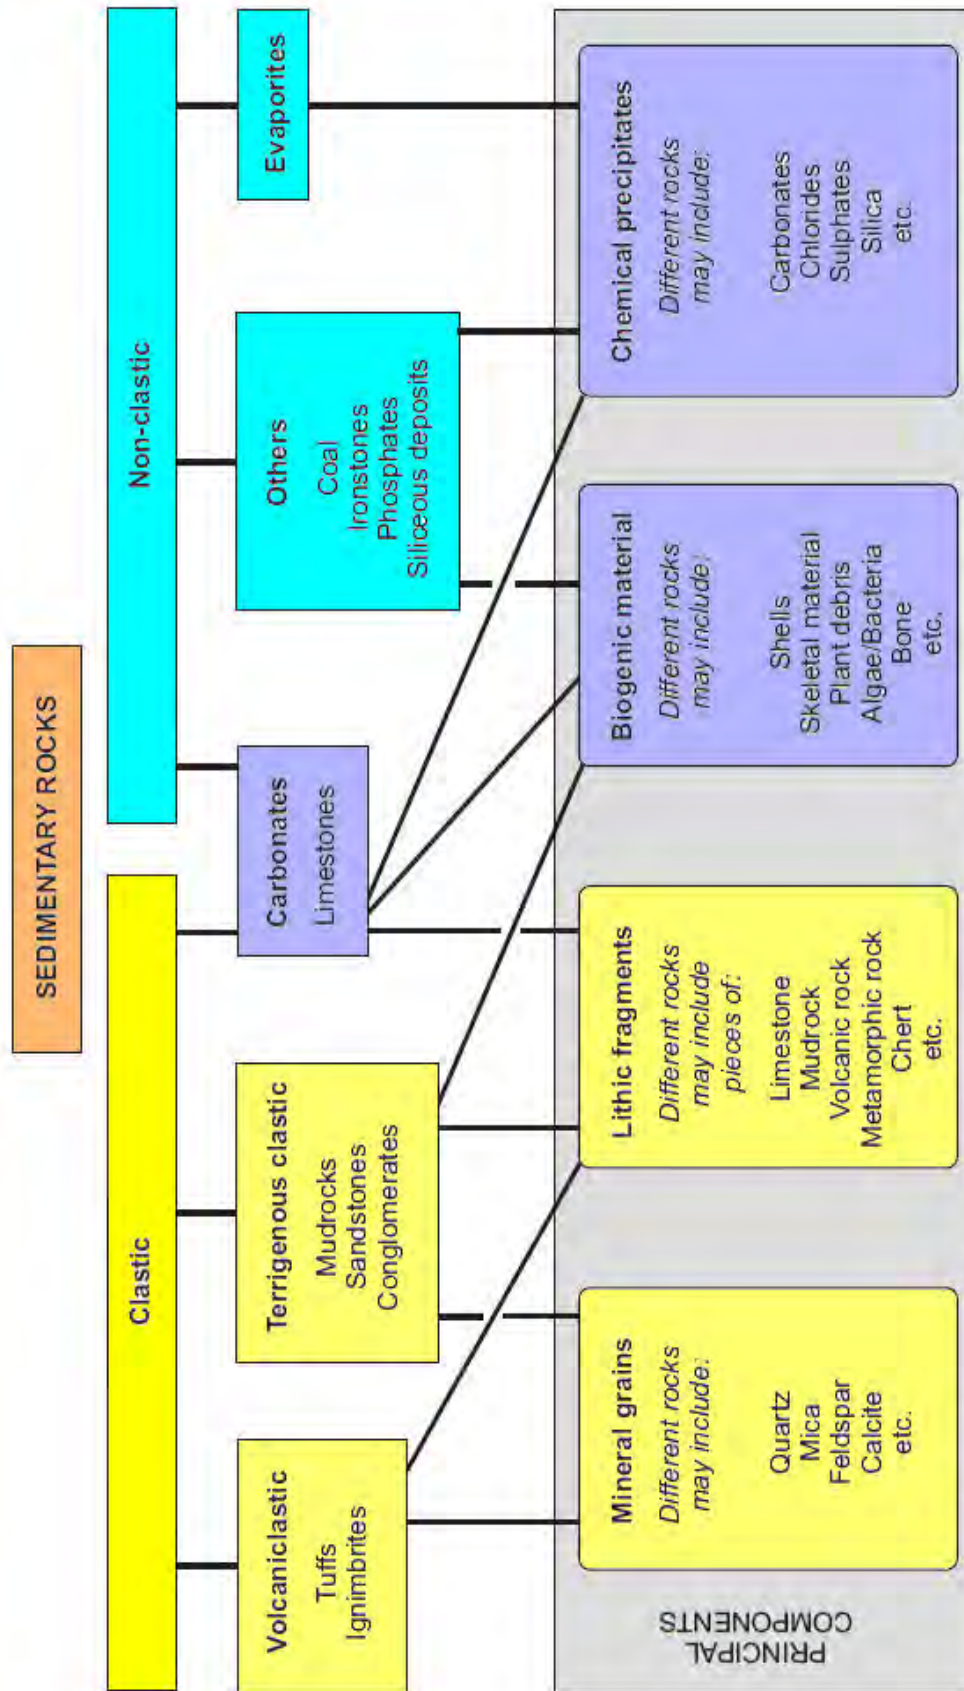 SEDIMENTARY ROCKS
Clastic
Non-clastic
Volcaniclastic
Tuffs
Ignimbrites
Terrigenous clastic
Mudrocks
Sandstones
Conglomerates
Carbonates
Limestones
Others
Coal
Ironstones
Phosphates
Siliceous deposits
Evaporites
PRINCIPAL
COMPONENTS
Mineral grains
Different rocks
may include:
Quartz
Mica
Feldspar
Calcite
etc.
Lithic fragments
Different rocks
may include
pieces of:
Limestone
Mudrock
Volcanic rock
Metamorphic rock
Chert
etc.
Biogenic material
Different rocks
may include:
Shells
Skeletal material
Plant debris
Algae/Bacteria
Bone
etc.
Chemical precipitates
Different rocks
may include:
Carbonates
Chlorides
Sulphates
Silica
etc.